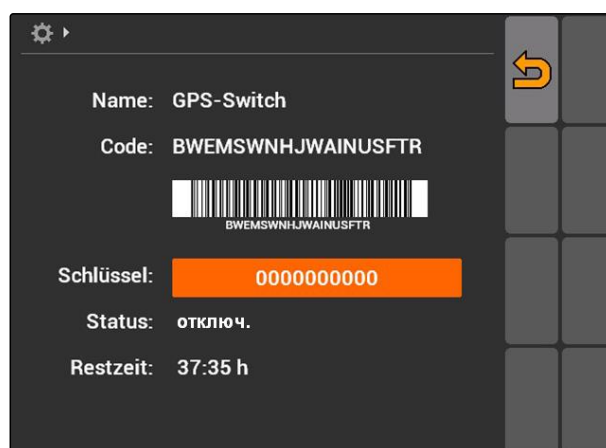 Name: GPS-Switch
Code: BWEMSWNHJWAINUSFTR
BWEMSWNHJWAINUSFTR
Schlüssel: 0000000000
Status: отключ.
Restzeit: 37:35 h